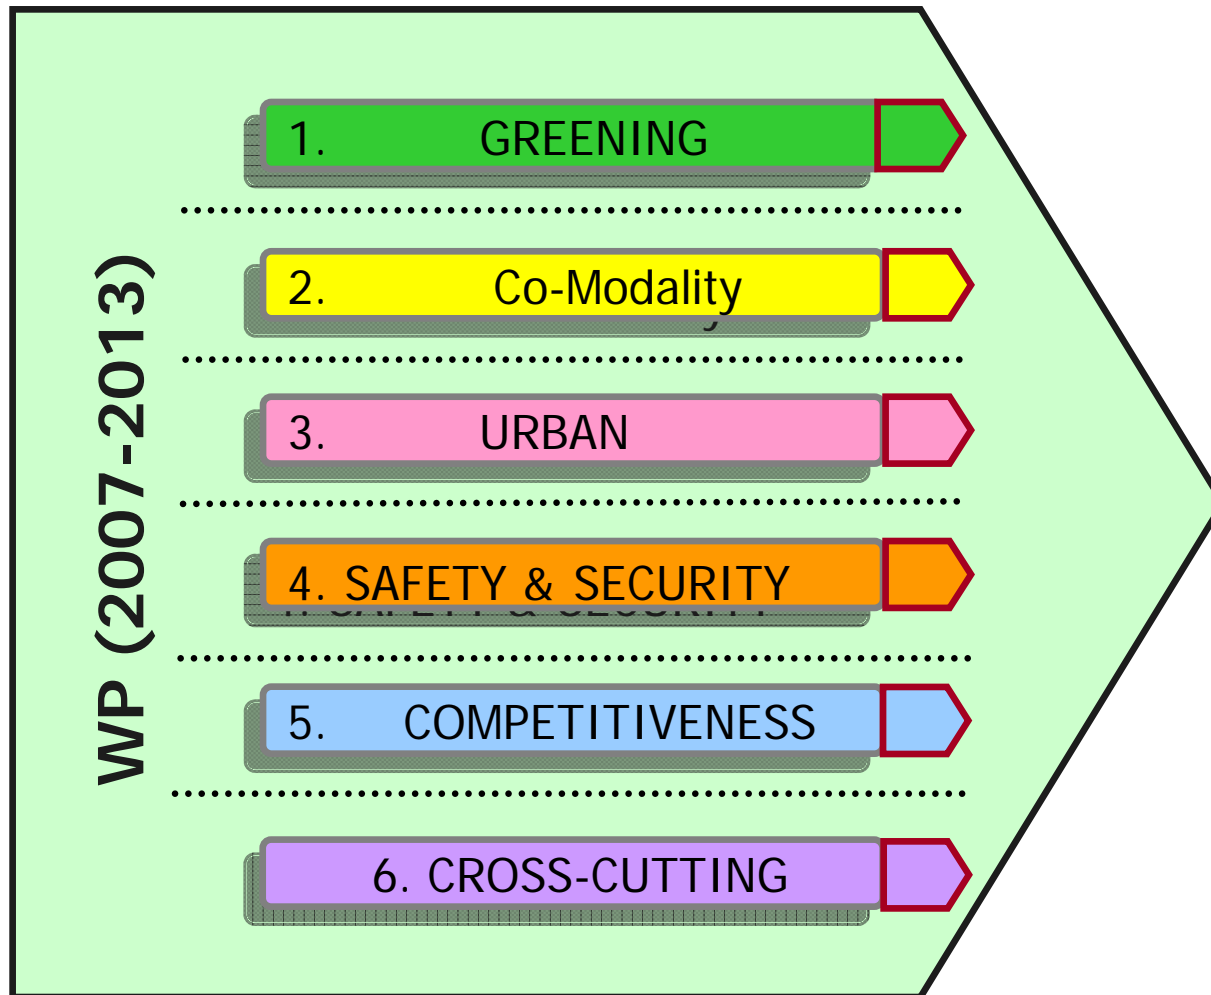 WP (2007-2013)
1. GREENING
2. Co-Modality
3. URBAN
4. SAFETY & SECURITY
5. COMPETITIVENESS
6. CROSS-CUTTING